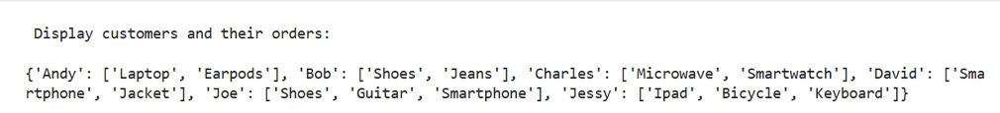 Display customers and their orders:
{'Andy': ['Laptop', 'Earpods'], 'Bob': ['Shoes', 'Jeans'], 'Charles': ['Microwave', 'Smartwatch'], 'David': ['Sma
rtphone', 'Jacket'], 'Joe': ['Shoes', 'Guitar', 'Smartphone'], 'Jessy': ['Ipad', 'Bicycle', 'Keyboard']}